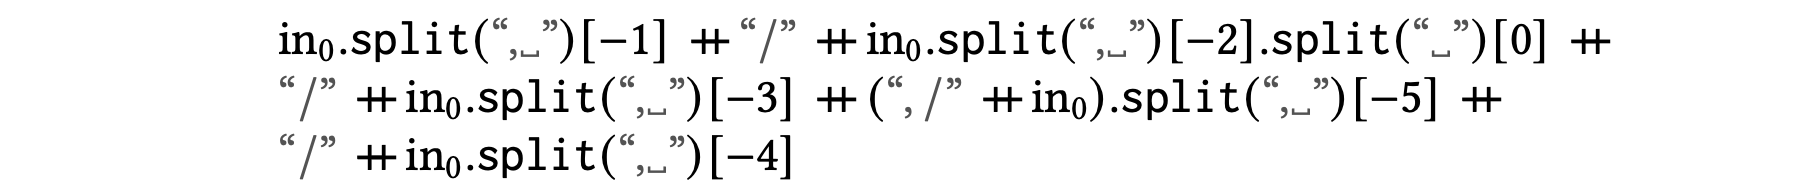 in₀.split(“,␣”)[−1] ⧺ “/” ⧺ in₀.split(“,␣”)[−2].split(“␣”)[0] ⧺
“/” ⧺ in₀.split(“,␣”)[−3] ⧺ (“, /” ⧺ in₀).split(“,␣”)[−5] ⧺
“/” ⧺ in₀.split(“,␣”)[−4]